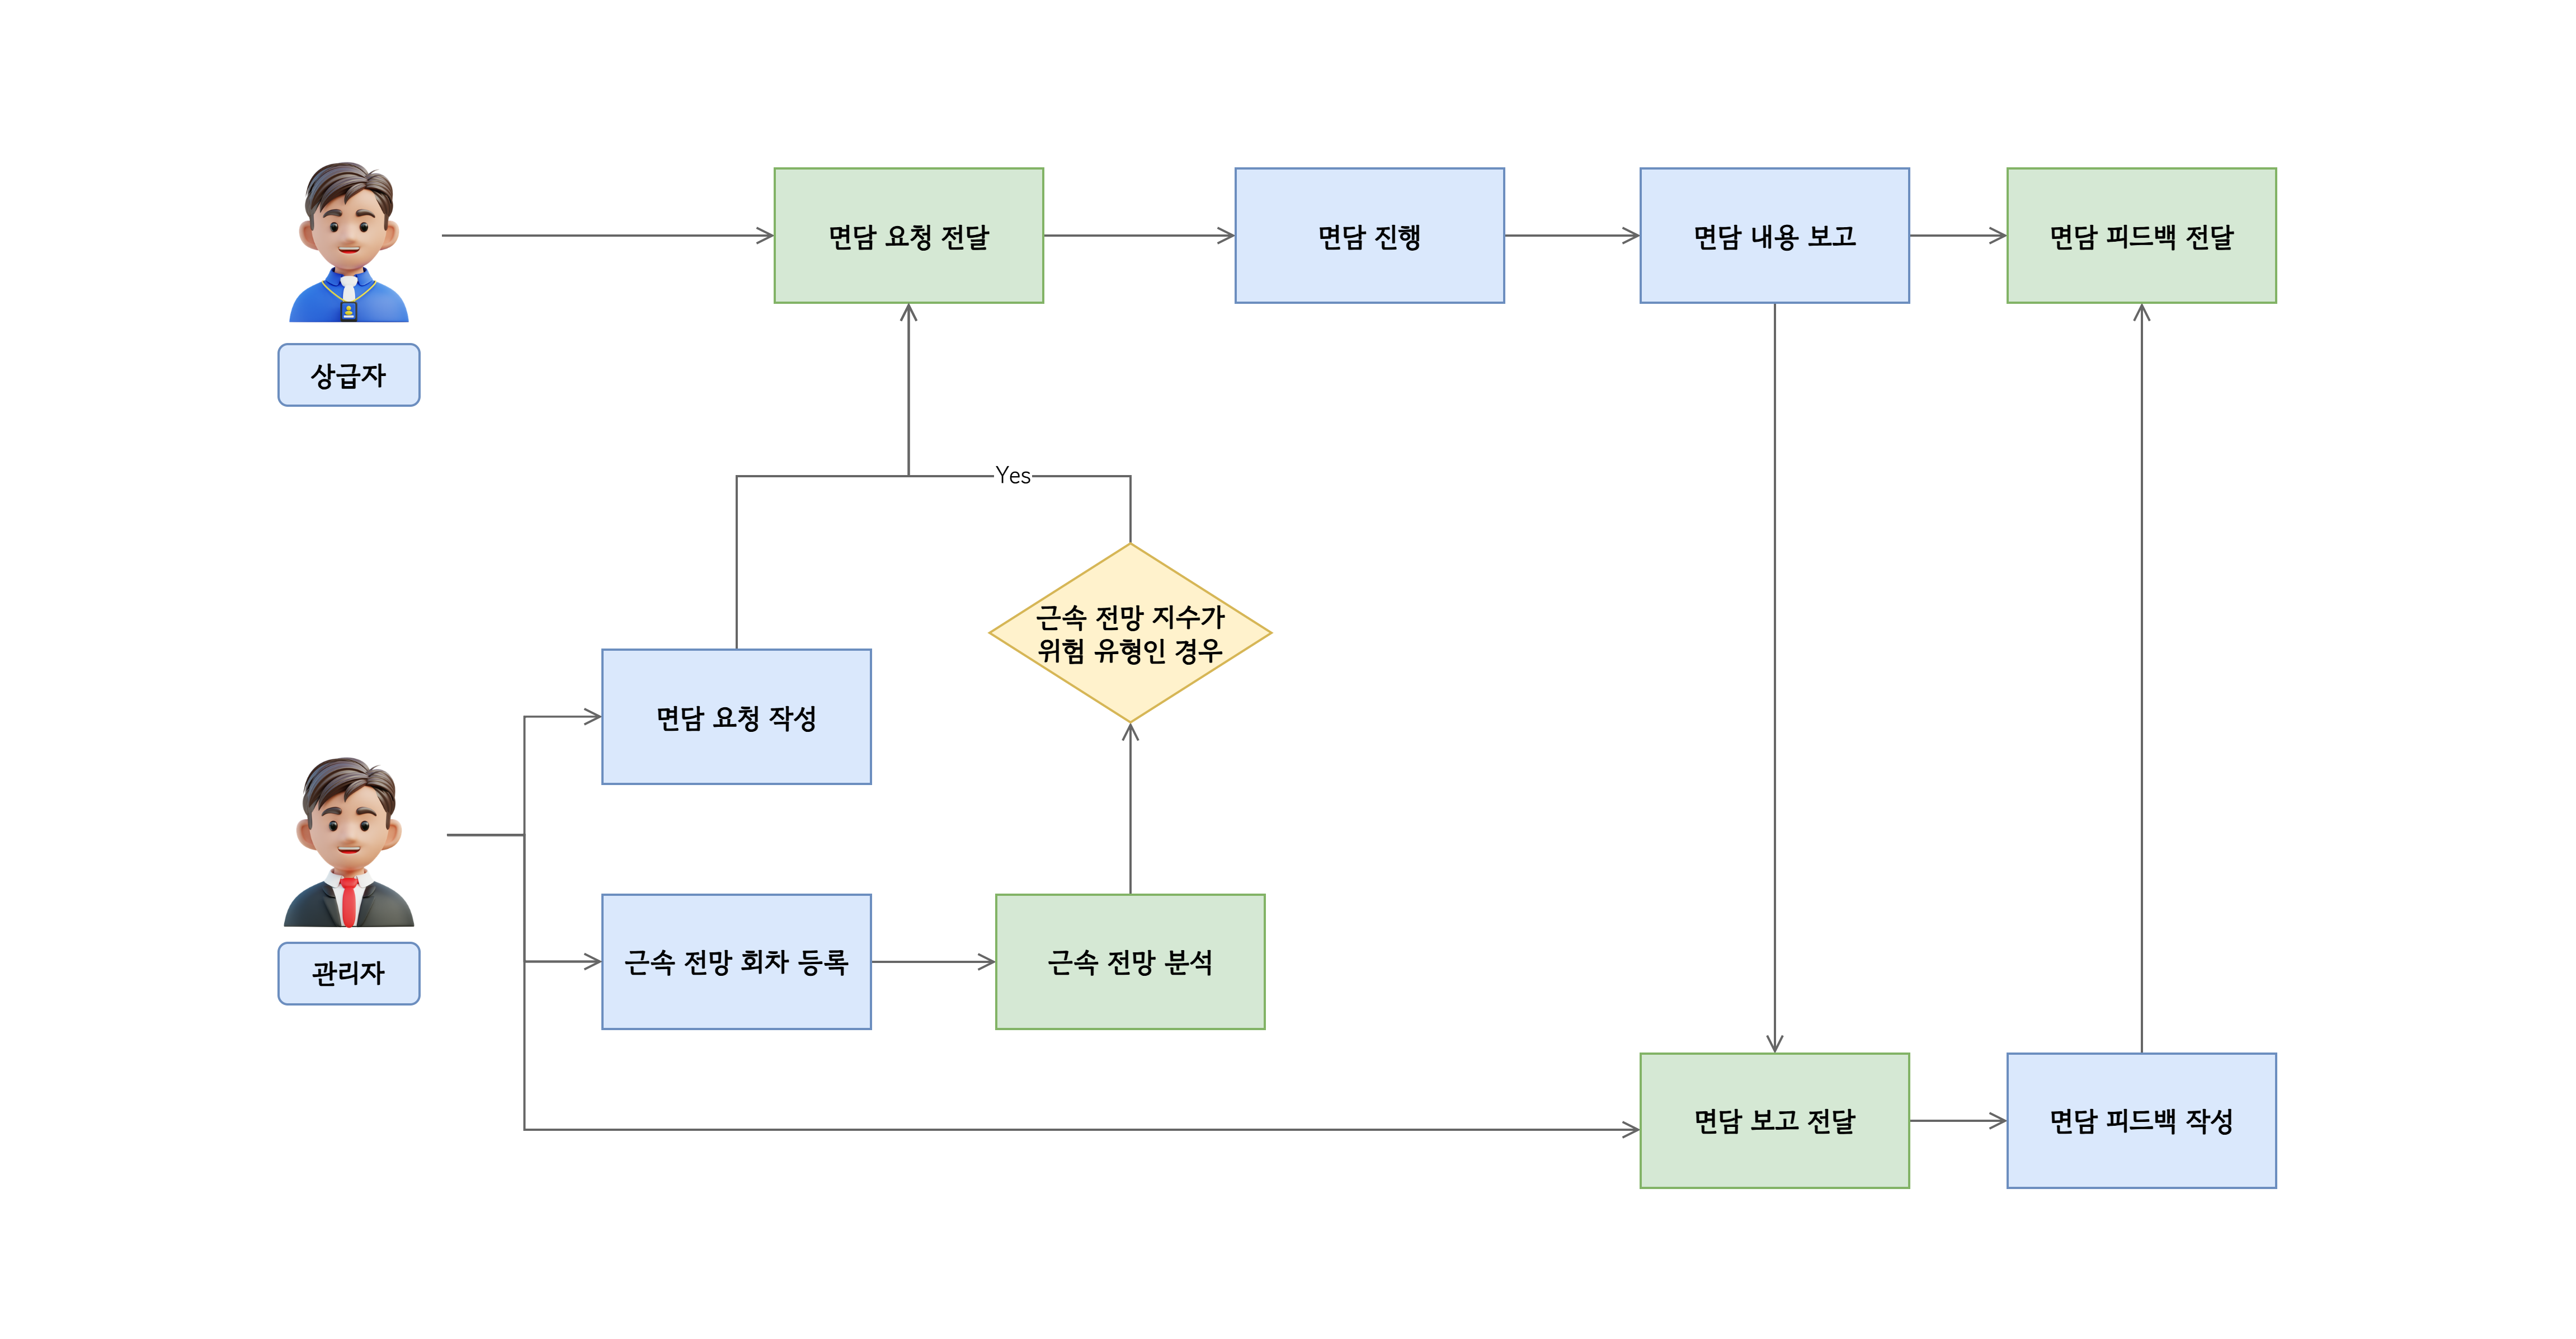 면담 요청 전달
면담 진행
면담 내용 보고
면담 피드백 전달
상급자
Yes
근속 전망 지수가
위험 유형인 경우
면담 요청 작성
관리자
근속 전망 회차 등록
근속 전망 분석
면담 보고 전달
면담 피드백 작성